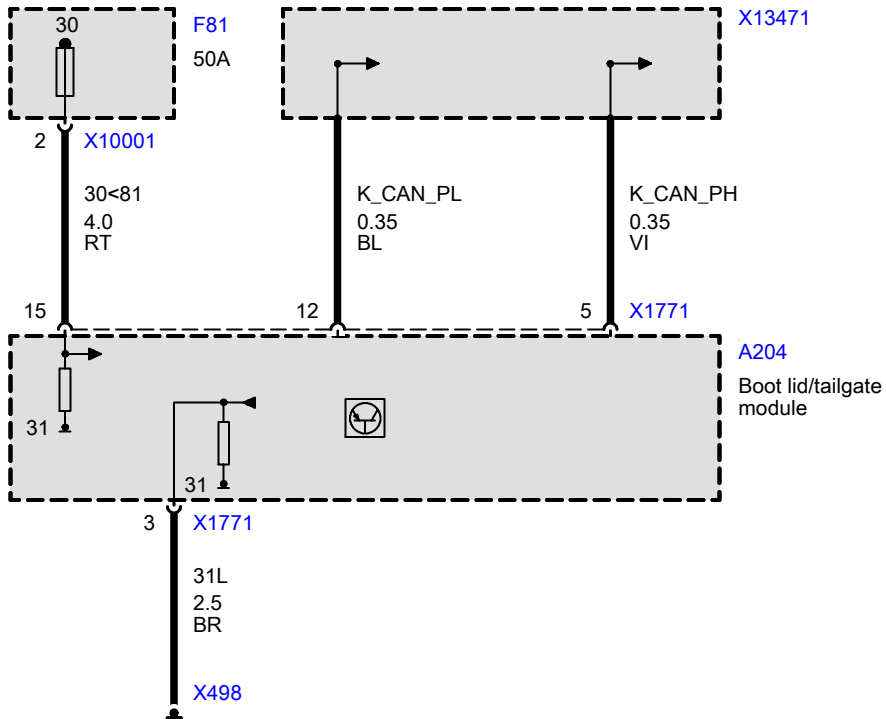 30
F81
50A
X13471
2
X10001
30<81
4.0
RT
K_CAN_PL
0.35
BL
K_CAN_PH
0.35
VI
15
12
5
X1771
A204
Boot lid/tailgate
module
31
31
3
X1771
31L
2.5
BR
X498